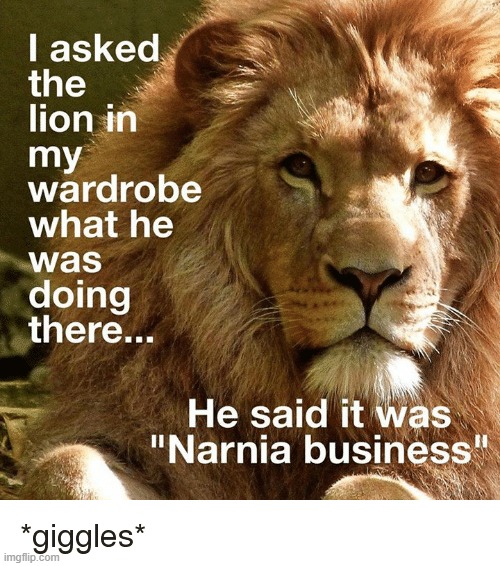 I asked
the
lion in
my
wardrobe
what he
was
doing
there...
He said it was
"Narnia business"
*giggles*
imgflip.com